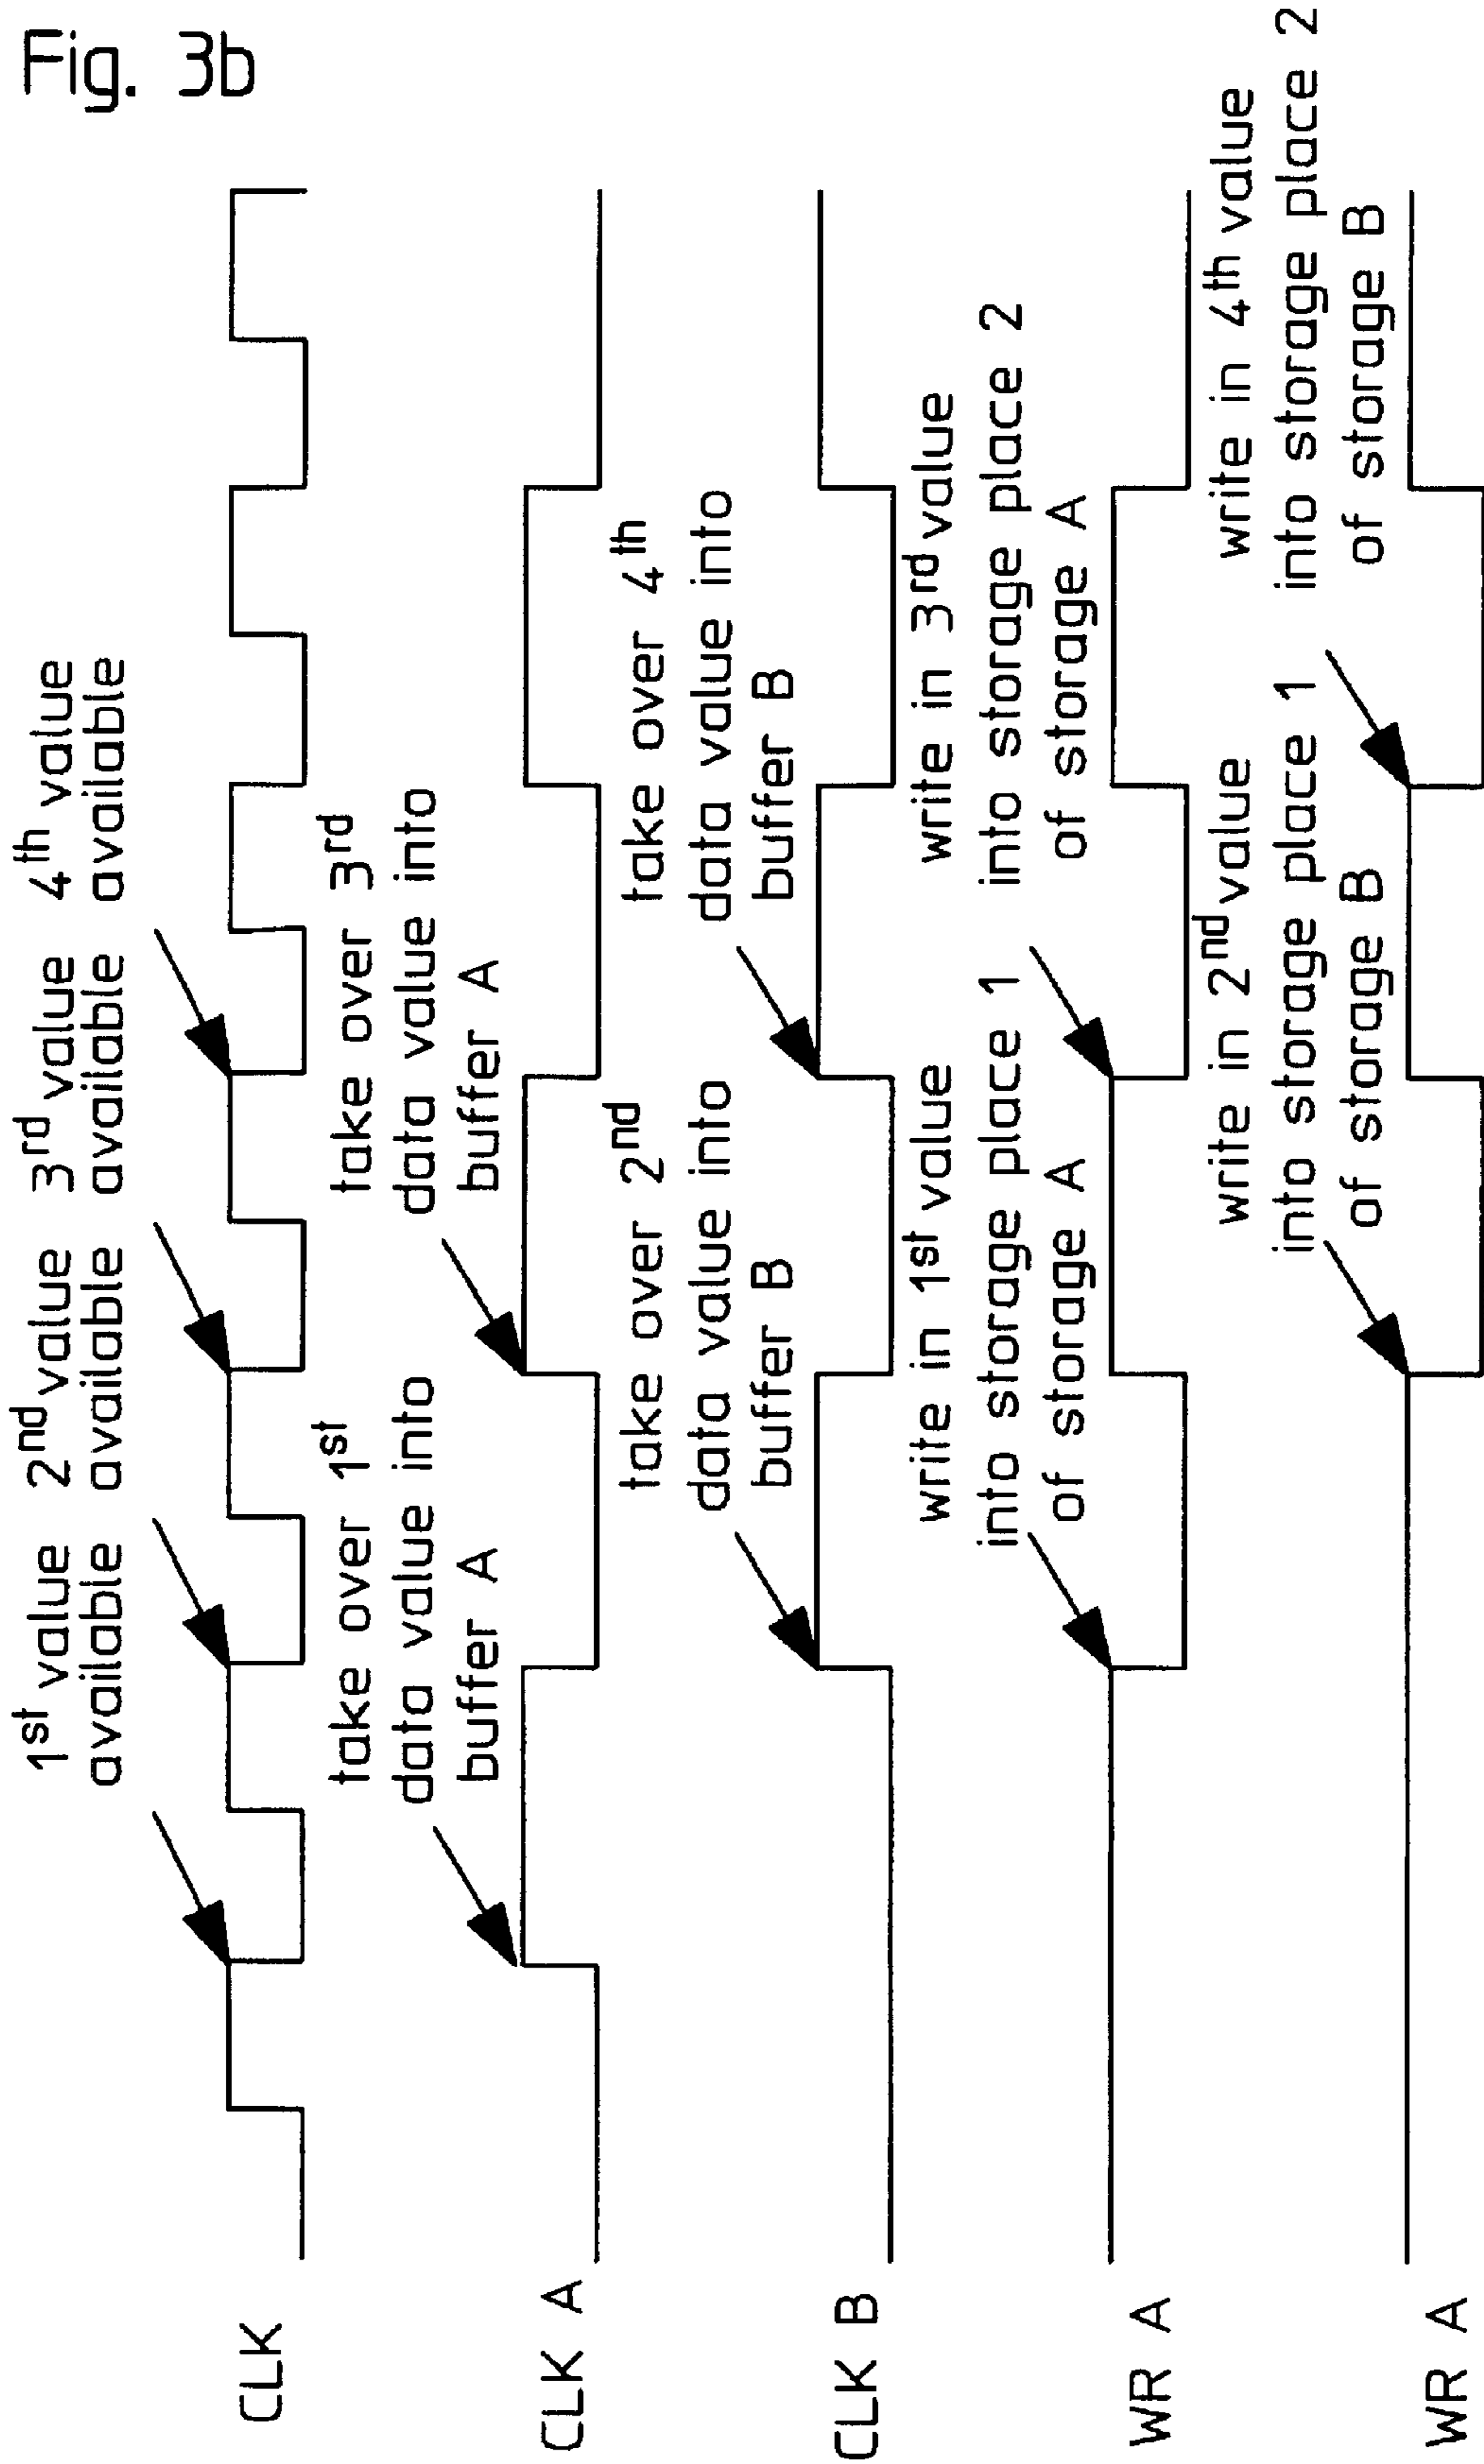 Fig. 3b
1st value
available
2nd value
available
3rd value
available
4th value
available
CLK
take over 1st
data value into
buffer A
take over 3rd
data value into
buffer A
CLK A
take over 2nd
data value into
buffer B
take over 4th
data value into
buffer B
CLK B
write in 1st value
into storage place 1
of storage A
write in 3rd value
into storage place 2
of storage A
WR A
write in 2nd value
into storage place 1
of storage B
write in 4th value
into storage place 2
of storage B
WR A